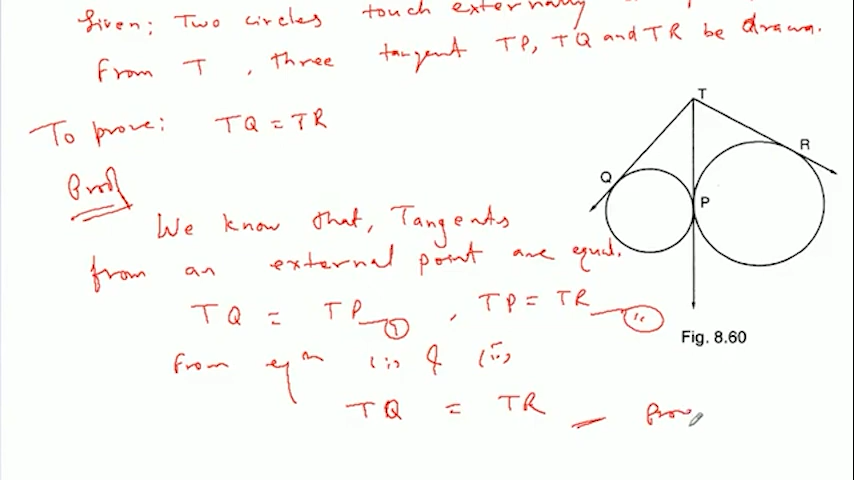 Given: Two circles touch externally
From T, three tangent TP, TQ and TR be drawn.
To prove: TQ = TR
Proof
We know that, Tangents
from an external point are equal.
TQ = TP (i), TP = TR (ii)
From eqn (i) & (ii)
TQ = TR
T
R
Q
P
Fig. 8.60